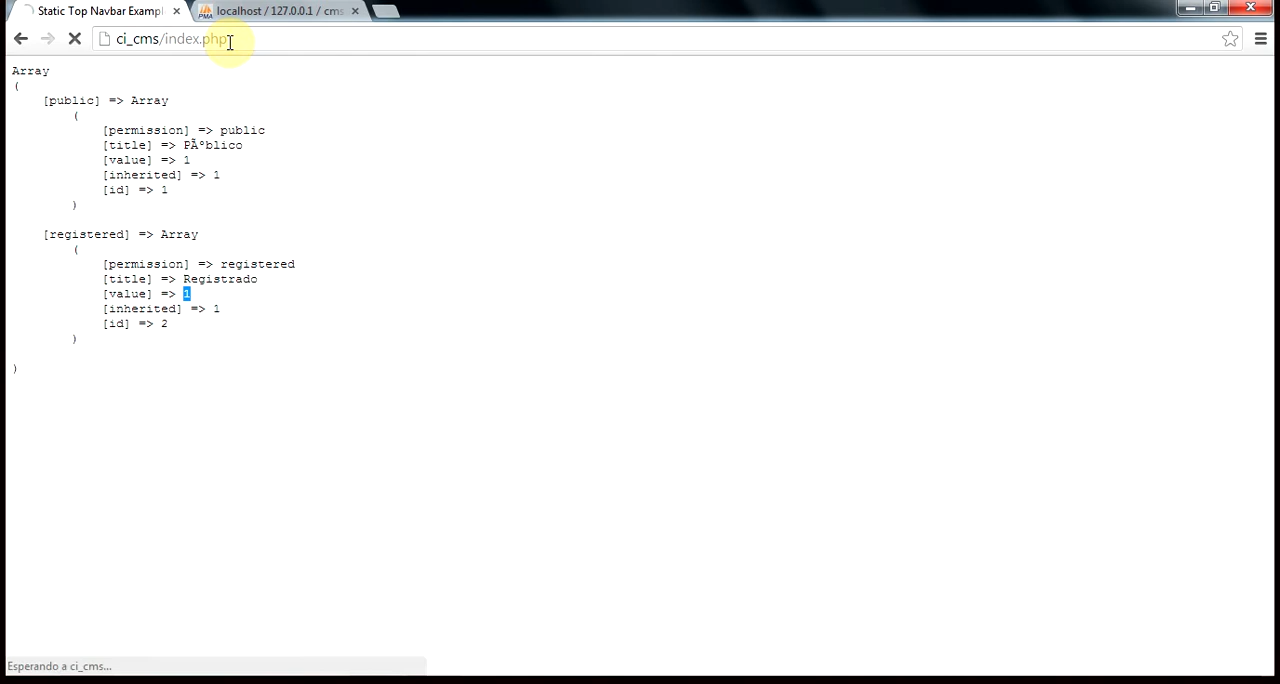 Static Top Navbar Exampl
localhost / 127.0.0.1 / cms
ci_cms/index.php
Array
(
[public] => Array
(
[permission] => public
[title] => PÃºblico
[value] => 1
[inherited] => 1
[id] => 1
)
[registered] => Array
(
[permission] => registered
[title] => Registrado
[value] => 1
[inherited] => 1
[id] => 2
)
)
Esperando a ci_cms...